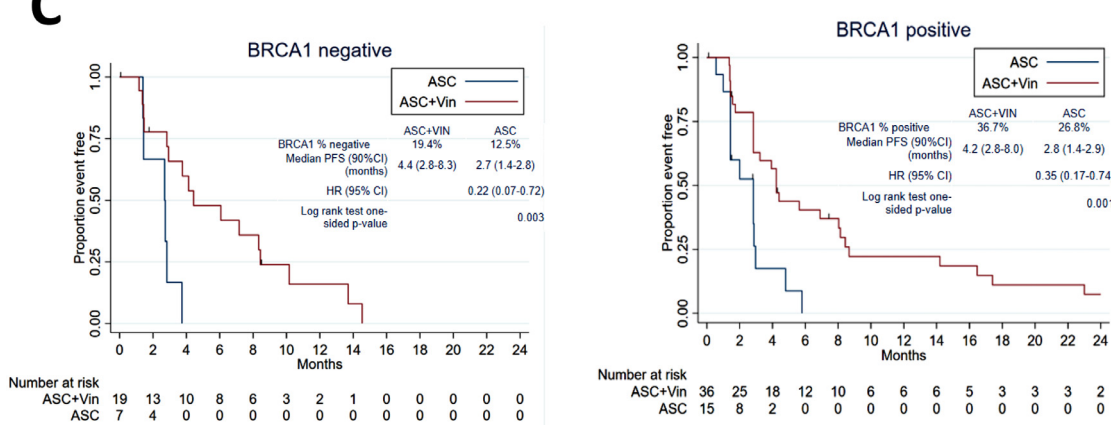 C
BRCA1 negative
ASC
ASC+Vin
ASC+VIN ASC
BRCA1 % negative 19.4% 12.5%
Median PFS (90%CI) (months) 4.4 (2.8-8.3) 2.7 (1.4-2.8)
HR (95% CI) 0.22 (0.07-0.72)
Log rank test one-
sided p-value 0.003
Proportion event free
1.00
0.75
0.50
0.25
0.00
0 2 4 6 8 10 12 14 16 18 20 22 24
Months
Number at risk
ASC+Vin 19 13 10 8 6 3 2 1 0 0 0 0 0
ASC 7 4 0 0 0 0 0 0 0 0 0 0 0
BRCA1 positive
ASC
ASC+Vin
ASC+VIN ASC
BRCA1 % positive 36.7% 26.8%
Median PFS (90%CI)
(months) 4.2 (2.8-8.0) 2.8 (1.4-2.9)
HR (95% CI) 0.35 (0.17-0.74
Log rank test one-
sided p-value 0.001
Proportion event free
1.00
0.75
0.50
0.25
0.00
0 2 4 6 8 10 12 14 16 18 20 22 24
Months
Number at risk
ASC+Vin 36 25 18 12 10 6 6 6 5 3 3 3 2
ASC 15 8 2 0 0 0 0 0 0 0 0 0 0